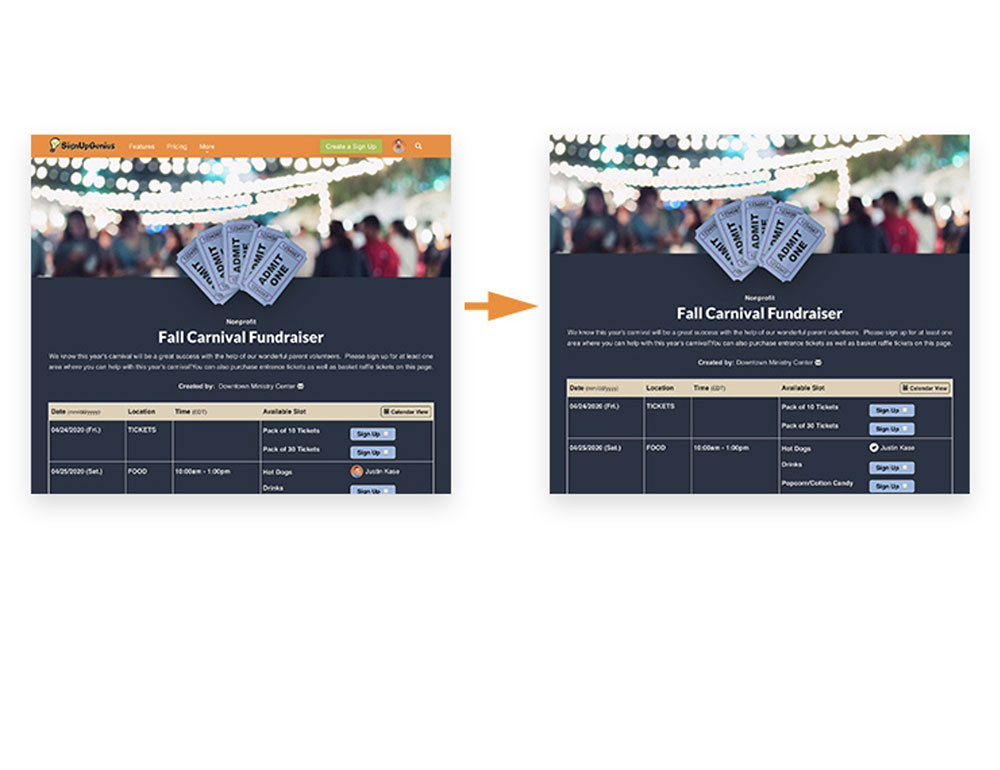 SignUpGenius Features Pricing More Create a Sign Up
ADMIT
ADMIT
ADMIT
ADMIT ONE
Nonprofit
Fall Carnival Fundraiser
We know this year's carnival will be a great success with the help of our wonderful parent volunteers. Please sign up for at least one
area where you can help with this year's carnival!You can also purchase entrance tickets as well as basket raffle tickets on this page.
Created by: Downtown Ministry Center
Date (mm/dd/yyyy) Location Time (EDT) Available Slot Calendar View
04/24/2020 (Fri.) TICKETS Pack of 10 Tickets Sign Up
Pack of 30 Tickets Sign Up
04/25/2020 (Sat.) FOOD 10:00am - 1:00pm Hot Dogs Justin Kase
Drinks Sign Up
ADMIT
ADMIT
ADMIT
ADMIT ONE
Nonprofit
Fall Carnival Fundraiser
We know this year's carnival will be a great success with the help of our wonderful parent volunteers. Please sign up for at least one
area where you can help with this year's carnival!You can also purchase entrance tickets as well as basket raffle tickets on this page.
Created by: Downtown Ministry Center
Date (mm/dd/yyyy) Location Time (EDT) Available Slot Calendar View
04/24/2020 (Fri.) TICKETS Pack of 10 Tickets Sign Up
Pack of 30 Tickets Sign Up
04/25/2020 (Sat.) FOOD 10:00am - 1:00pm Hot Dogs Justin Kase
Drinks Sign Up
Popcorn/Cotton Candy Sign Up